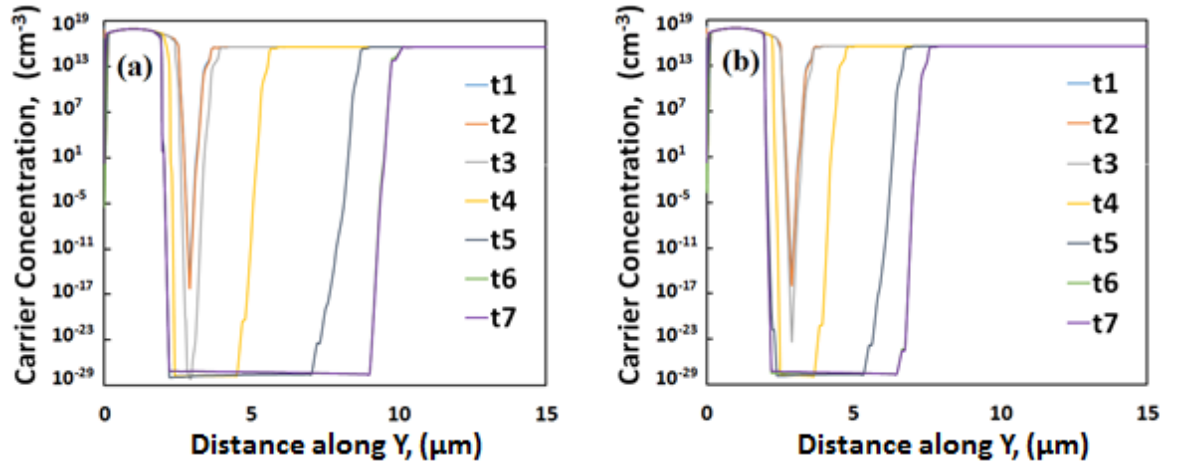 Carrier Concentration, (cm-3)
10^19
10^13
10^7
10^1
10^-5
10^-11
10^-17
10^-23
10^-29
(a)
t1
t2
t3
t4
t5
t6
t7
0 5 10 15
Distance along Y, (μm)
Carrier Concentration, (cm-3)
10^19
10^13
10^7
10^1
10^-5
10^-11
10^-17
10^-23
10^-29
(b)
t1
t2
t3
t4
t5
t6
t7
0 5 10 15
Distance along Y, (μm)